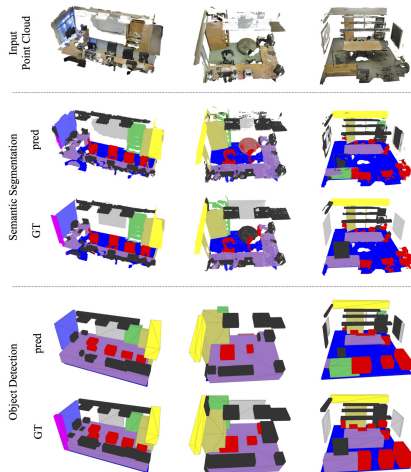 Input
Point Cloud
Semantic Segmentation
pred
GT
Object Detection
pred
GT